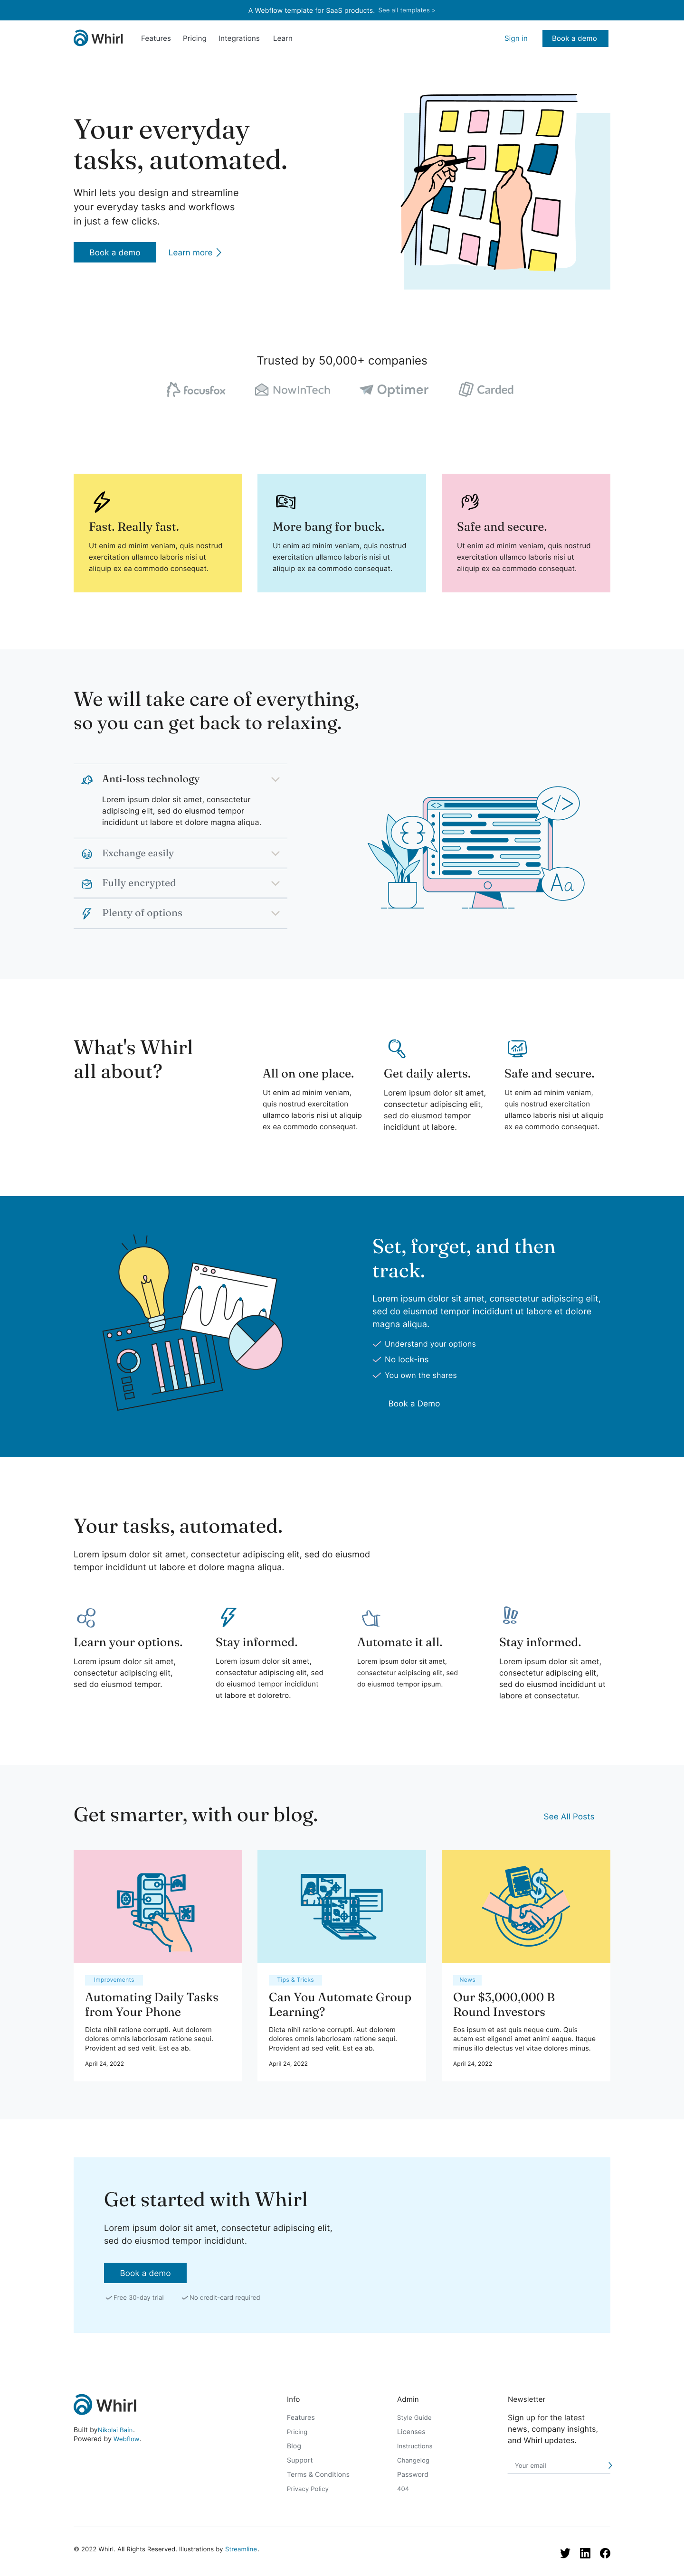 A Webflow template for SaaS products. See all templates >
Whirl Features Pricing Integrations Learn Sign in Book a demo
Your everyday
tasks, automated.
Whirl lets you design and streamline
your everyday tasks and workflows
in just a few clicks.
Book a demo Learn more
Trusted by 50,000+ companies
FocusFox NowInTech Optimer Carded
Fast. Really fast.
Ut enim ad minim veniam, quis nostrud
exercitation ullamco laboris nisi ut
aliquip ex ea commodo consequat.
More bang for buck.
Ut enim ad minim veniam, quis nostrud
exercitation ullamco laboris nisi ut
aliquip ex ea commodo consequat.
Safe and secure.
Ut enim ad minim veniam, quis nostrud
exercitation ullamco laboris nisi ut
aliquip ex ea commodo consequat.
We will take care of everything,
so you can get back to relaxing.
Anti-loss technology
Lorem ipsum dolor sit amet, consectetur
adipiscing elit, sed do eiusmod tempor
incididunt ut labore et dolore magna aliqua.
Exchange easily
Fully encrypted
Plenty of options
</>
{ }
Aa
What's Whirl
all about?
All on one place.
Ut enim ad minim veniam,
quis nostrud exercitation
ullamco laboris nisi ut aliquip
ex ea commodo consequat.
Get daily alerts.
Lorem ipsum dolor sit amet,
consectetur adipiscing elit,
sed do eiusmod tempor
incididunt ut labore.
Safe and secure.
Ut enim ad minim veniam,
quis nostrud exercitation
ullamco laboris nisi ut aliquip
ex ea commodo consequat.
Set, forget, and then
track.
Lorem ipsum dolor sit amet, consectetur adipiscing elit,
sed do eiusmod tempor incididunt ut labore et dolore
magna aliqua.
Understand your options
No lock-ins
You own the shares
Book a Demo
Your tasks, automated.
Lorem ipsum dolor sit amet, consectetur adipiscing elit, sed do eiusmod
tempor incididunt ut labore et dolore magna aliqua.
Learn your options.
Lorem ipsum dolor sit amet,
consectetur adipiscing elit,
sed do eiusmod tempor.
Stay informed.
Lorem ipsum dolor sit amet,
consectetur adipiscing elit, sed
do eiusmod tempor incididunt
ut labore et doloretro.
Automate it all.
Lorem ipsum dolor sit amet,
consectetur adipiscing elit, sed
do eiusmod tempor ipsum.
Stay informed.
Lorem ipsum dolor sit amet,
consectetur adipiscing elit,
sed do eiusmod tempor
incididunt ut
labore et consectetur.
Get smarter, with our blog.
See All Posts
Improvements
Automating Daily Tasks
from Your Phone
Dicta nihil ratione corrupti. Aut dolorem
dolores omnis laboriosam ratione sequi.
Provident ad sed velit. Est ea ab.
April 24, 2022
Tips & Tricks
Can You Automate Group
Learning?
Dicta nihil ratione corrupti. Aut dolorem
dolores omnis laboriosam ratione sequi.
Provident ad sed velit. Est ea ab.
April 24, 2022
$
News
Our $3,000,000 B
Round Investors
Eos ipsum et est quis neque cum. Quis
autem est eligendi amet animi eaque. Itaque
minus illo delectus vel vitae dolores minus.
April 24, 2022
Get started with Whirl
Lorem ipsum dolor sit amet, consectetur adipiscing elit,
sed do eiusmod tempor incididunt.
Book a demo
Free 30-day trial No credit-card required
Whirl
Built byNikolai Bain.
Powered by Webflow.
Info
Features
Pricing
Blog
Support
Terms & Conditions
Privacy Policy
Admin
Style Guide
Licenses
Instructions
Changelog
Password
404
Newsletter
Sign up for the latest
news, company insights,
and Whirl updates.
Your email
© 2022 Whirl. All Rights Reserved. Illustrations by Streamline.